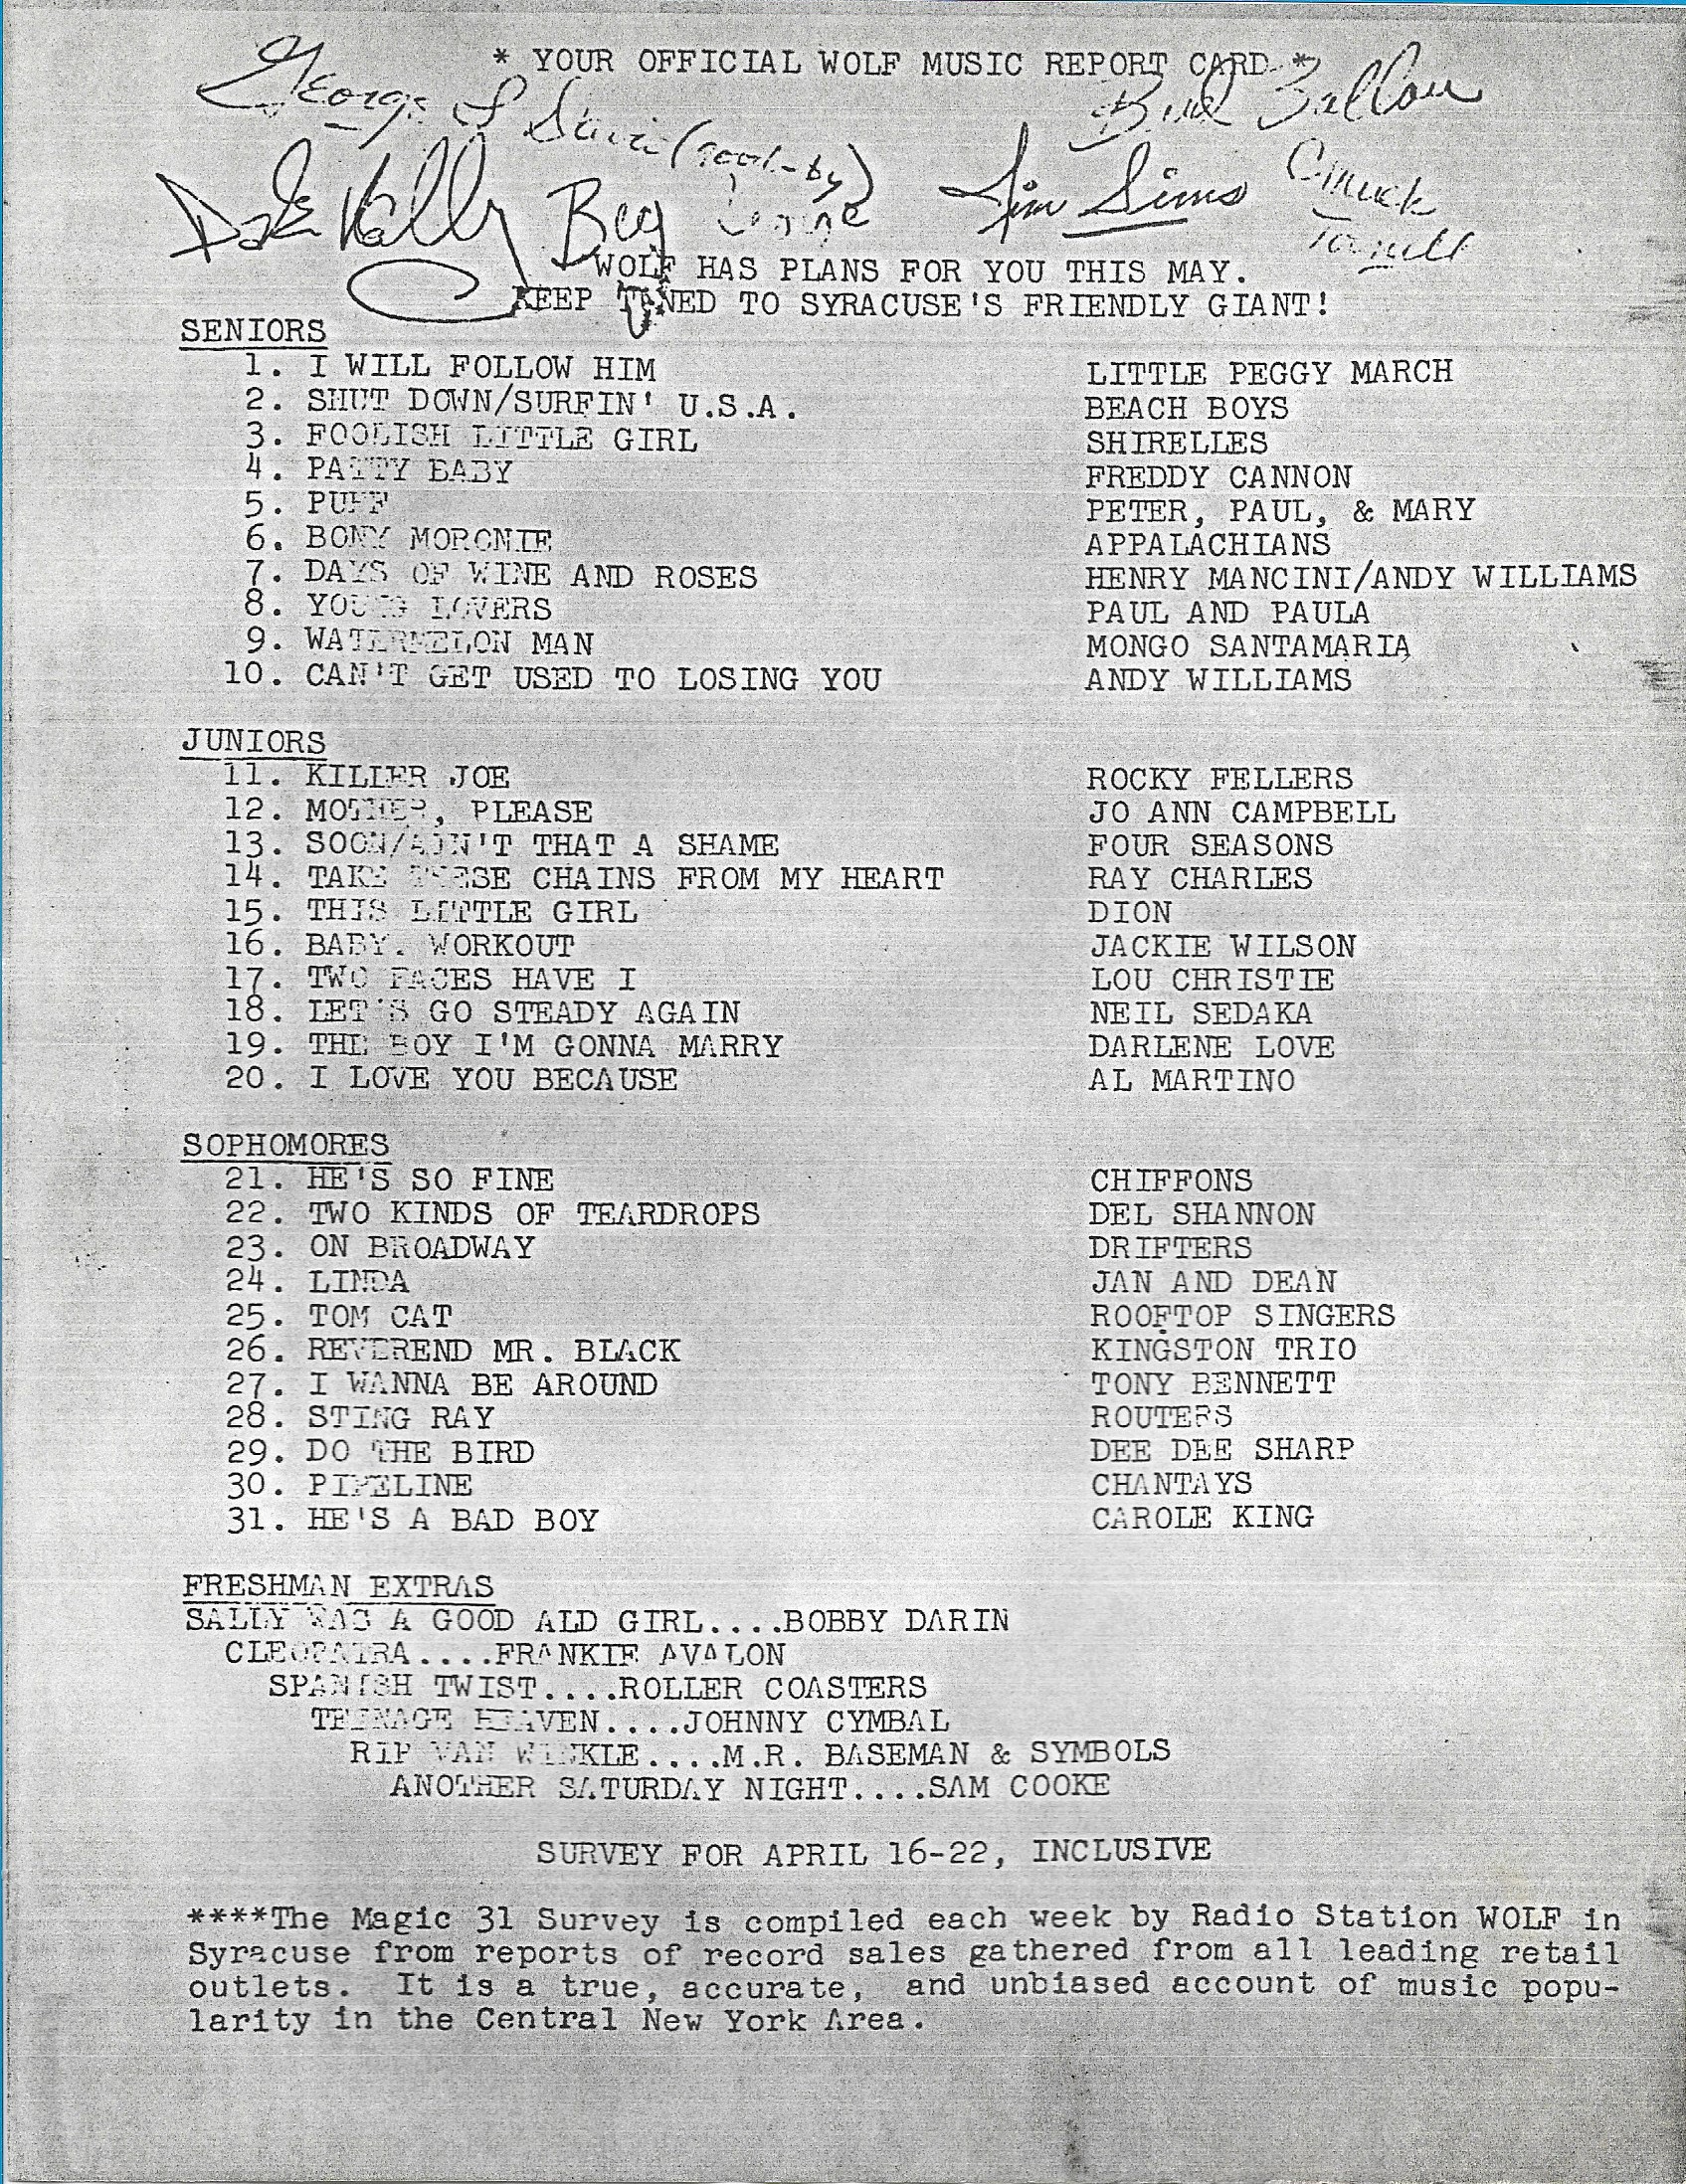 * YOUR OFFICIAL WOLF MUSIC REPORT CARD *
George
Bud Ballou
Dale Kelly Big Jim Sims Chuck
WOLF HAS PLANS FOR YOU THIS MAY.
KEEP TUNED TO SYRACUSE'S FRIENDLY GIANT!
SENIORS
1. I WILL FOLLOW HIM LITTLE PEGGY MARCH
2. SHUT DOWN/SURFIN' U.S.A. BEACH BOYS
3. FOOLISH LITTLE GIRL SHIRELLES
4. PATTY BABY FREDDY CANNON
5. PUFF PETER, PAUL, & MARY
6. BONY MORONIE APPALACHIANS
7. DAYS OF WINE AND ROSES HENRY MANCINI/ANDY WILLIAMS
8. YOUNG LOVERS PAUL AND PAULA
9. WATERMELON MAN MONGO SANTAMARIA
10. CAN'T GET USED TO LOSING YOU ANDY WILLIAMS
JUNIORS
11. KILLER JOE ROCKY FELLERS
12. MOTHER, PLEASE JO ANN CAMPBELL
13. SOON/AIN'T THAT A SHAME FOUR SEASONS
14. TAKE THESE CHAINS FROM MY HEART RAY CHARLES
15. THIS LITTLE GIRL DION
16. BABY. WORKOUT JACKIE WILSON
17. TWO FACES HAVE I LOU CHRISTIE
18. LET'S GO STEADY AGAIN NEIL SEDAKA
19. THE BOY I'M GONNA MARRY DARLENE LOVE
20. I LOVE YOU BECAUSE AL MARTINO
SOPHOMORES
21. HE'S SO FINE CHIFFONS
22. TWO KINDS OF TEARDROPS DEL SHANNON
23. ON BROADWAY DRIFTERS
24. LINDA JAN AND DEAN
25. TOM CAT ROOFTOP SINGERS
26. REVEREND MR. BLACK KINGSTON TRIO
27. I WANNA BE AROUND TONY BENNETT
28. STING RAY ROUTERS
29. DO THE BIRD DEE DEE SHARP
30. PIPELINE CHANTAYS
31. HE'S A BAD BOY CAROLE KING
FRESHMAN EXTRAS
SALLY WAS A GOOD ALD GIRL....BOBBY DARIN
CLEOPATRA....FRANKIE AVALON
SPANISH TWIST....ROLLER COASTERS
TEENAGE HEAVEN....JOHNNY CYMBAL
RIP VAN WINKLE....M.R. BASEMAN & SYMBOLS
ANOTHER SATURDAY NIGHT....SAM COOKE
SURVEY FOR APRIL 16-22, INCLUSIVE
****The Magic 31 Survey is compiled each week by Radio Station WOLF in
Syracuse from reports of record sales gathered from all leading retail
outlets. It is a true, accurate, and unbiased account of music popu-
larity in the Central New York Area.